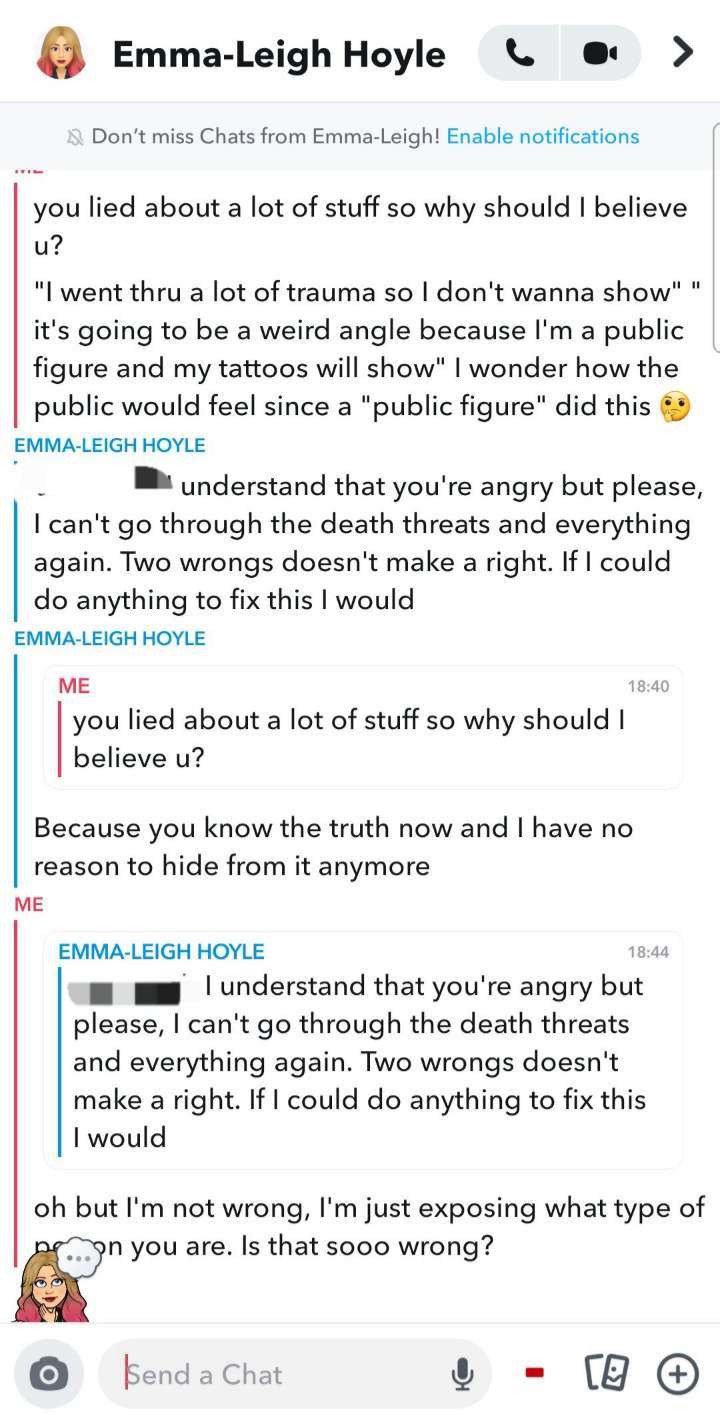 Emma-Leigh Hoyle
Don't miss Chats from Emma-Leigh! Enable notifications
ME
you lied about a lot of stuff so why should I believe
u?
"I went thru a lot of trauma so I don't wanna show" "
it's going to be a weird angle because I'm a public
figure and my tattoos will show" I wonder how the
public would feel since a "public figure" did this 🤔
EMMA-LEIGH HOYLE
understand that you're angry but please,
I can't go through the death threats and everything
again. Two wrongs doesn't make a right. If I could
do anything to fix this I would
EMMA-LEIGH HOYLE
ME 18:40
you lied about a lot of stuff so why should I
believe u?
Because you know the truth now and I have no
reason to hide from it anymore
ME
EMMA-LEIGH HOYLE 18:44
I understand that you're angry but
please, I can't go through the death threats
and everything again. Two wrongs doesn't
make a right. If I could do anything to fix this
I would
oh but I'm not wrong, I'm just exposing what type of
you are. Is that sooo wrong?
Send a Chat